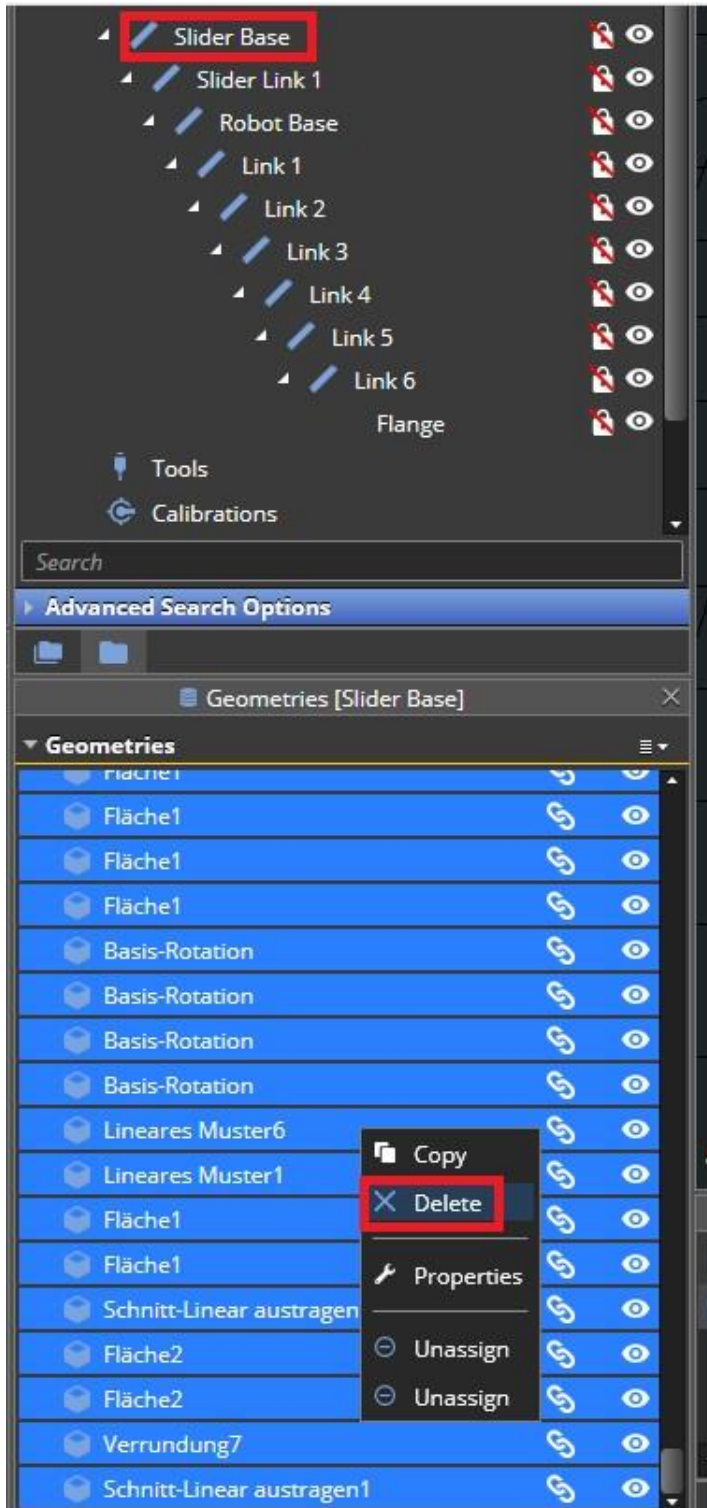 Slider Base
Slider Link 1
Robot Base
Link 1
Link 2
Link 3
Link 4
Link 5
Link 6
Flange
Tools
Calibrations
Search
Advanced Search Options
Geometries [Slider Base]
Geometries
Fläche1
Fläche1
Fläche1
Fläche1
Basis-Rotation
Basis-Rotation
Basis-Rotation
Basis-Rotation
Lineares Muster6
Lineares Muster1
Fläche1
Fläche1
Schnitt-Linear austragen
Fläche2
Fläche2
Verrundung7
Schnitt-Linear austragen1
Copy
Delete
Properties
Unassign
Unassign